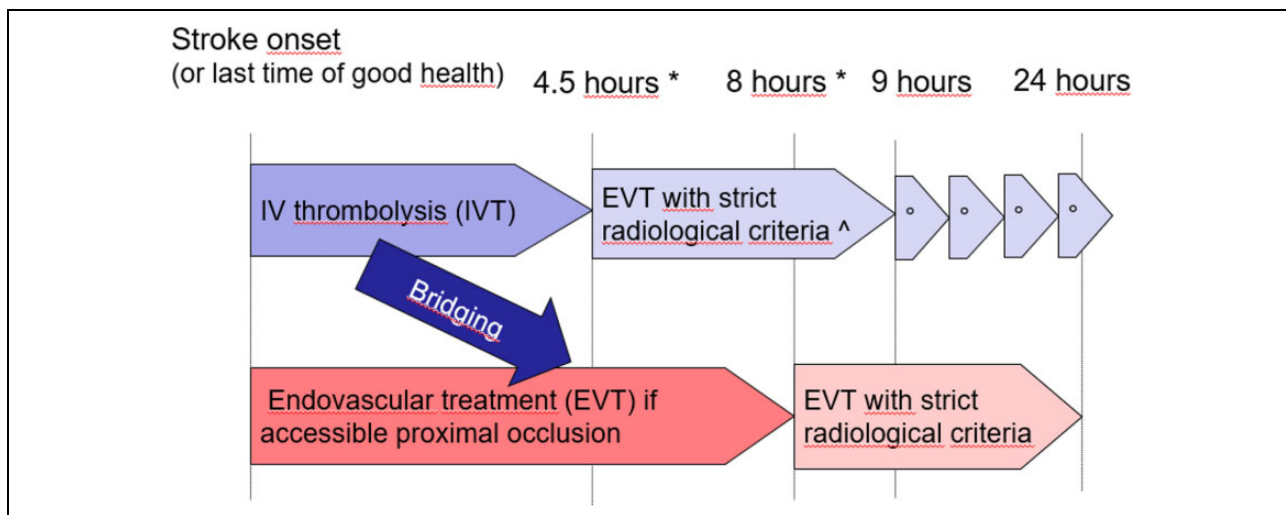 Stroke onset
(or last time of good health)
4.5 hours *
8 hours *
9 hours
24 hours
IV thrombolysis (IVT)
EVT with strict
radiological criteria ^
° ° ° °
Bridging
Endovascular treatment (EVT) if
accessible proximal occlusion
EVT with strict
radiological criteria